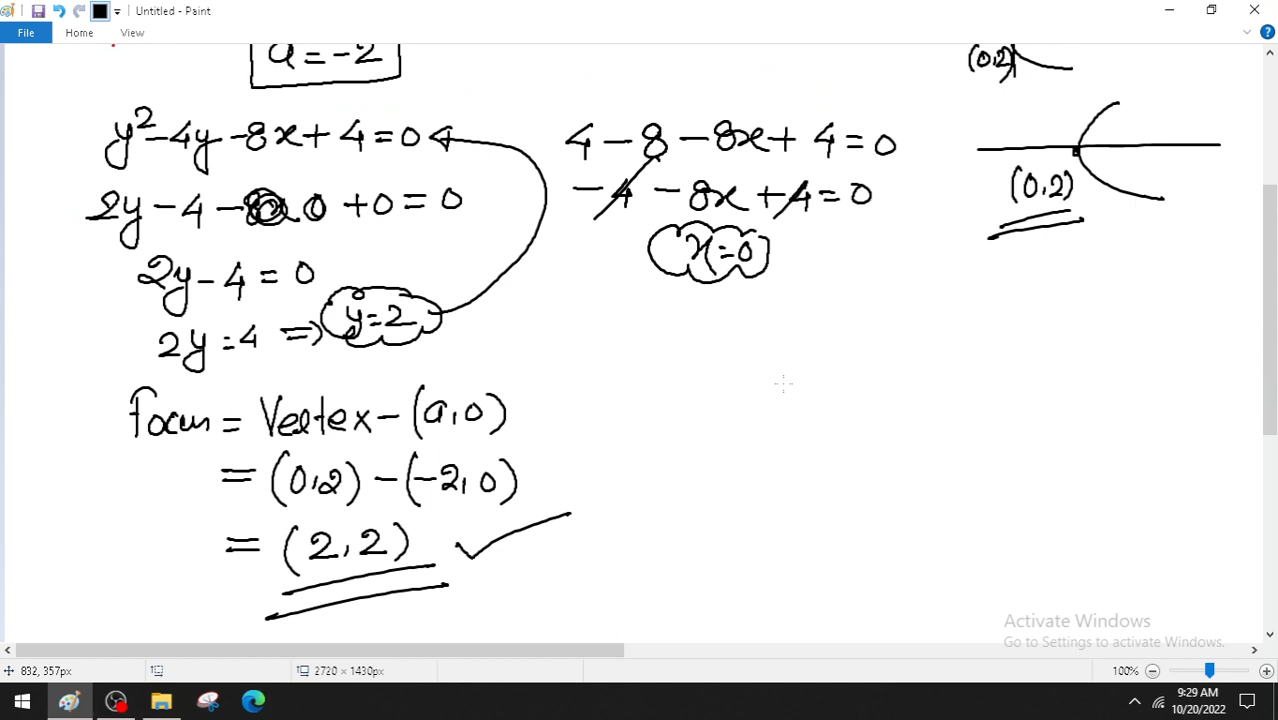 Untitled - Paint
File Home View
a = -2
y² - 4y - 8x + 4 = 0
2y - 4 - 0 + 0 = 0
2y - 4 = 0
2y = 4 => y = 2
4 - 8 - 8x + 4 = 0
- 4 - 8x + 4 = 0
x = 0
(0,2)
(0,2)
Focus = Vertex - (a, 0)
= (0,2) - (-2, 0)
= (2, 2)
Activate Windows
Go to Settings to activate Windows.
832, 357px
2720 × 1430px
100%
9:29 AM
10/20/2022